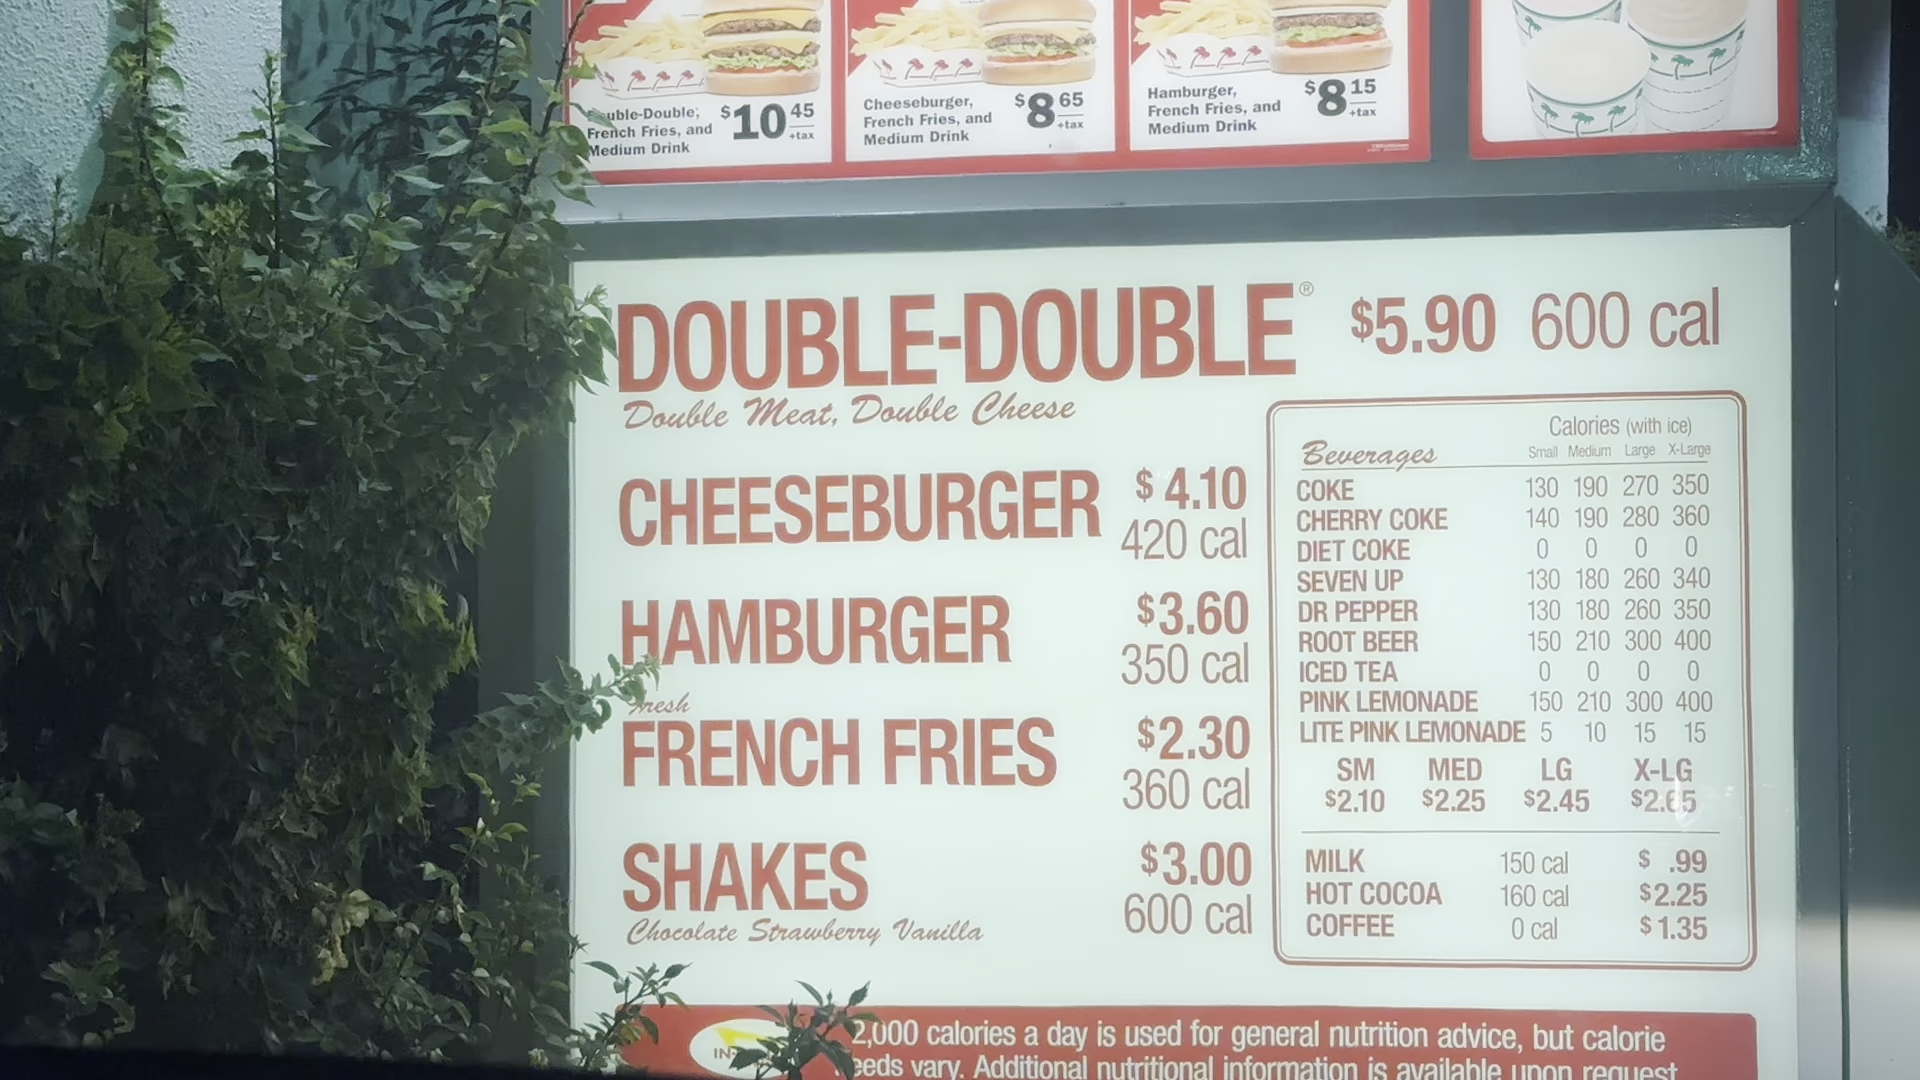 Double-Double,
French Fries, and
Medium Drink
$10 45
+tax
Cheeseburger,
French Fries, and
Medium Drink
$8 65
+tax
Hamburger,
French Fries, and
Medium Drink
$8 15
+tax
DOUBLE-DOUBLE® $5.90 600 cal
Double Meat, Double Cheese
CHEESEBURGER $4.10
420 cal
HAMBURGER $3.60
350 cal
Fresh
FRENCH FRIES $2.30
360 cal
SHAKES $3.00
600 cal
Chocolate Strawberry Vanilla
Calories (with ice)
Beverages Small Medium Large X-Large
COKE 130 190 270 350
CHERRY COKE 140 190 280 360
DIET COKE 0 0 0 0
SEVEN UP 130 180 260 340
DR PEPPER 130 180 260 350
ROOT BEER 150 210 300 400
ICED TEA 0 0 0 0
PINK LEMONADE 150 210 300 400
LITE PINK LEMONADE 5 10 15 15
SM MED LG X-LG
$2.10 $2.25 $2.45 $2.65
MILK 150 cal $ .99
HOT COCOA 160 cal $2.25
COFFEE 0 cal $1.35
IN-
2,000 calories a day is used for general nutrition advice, but calorie
needs vary. Additional nutritional information is available upon request